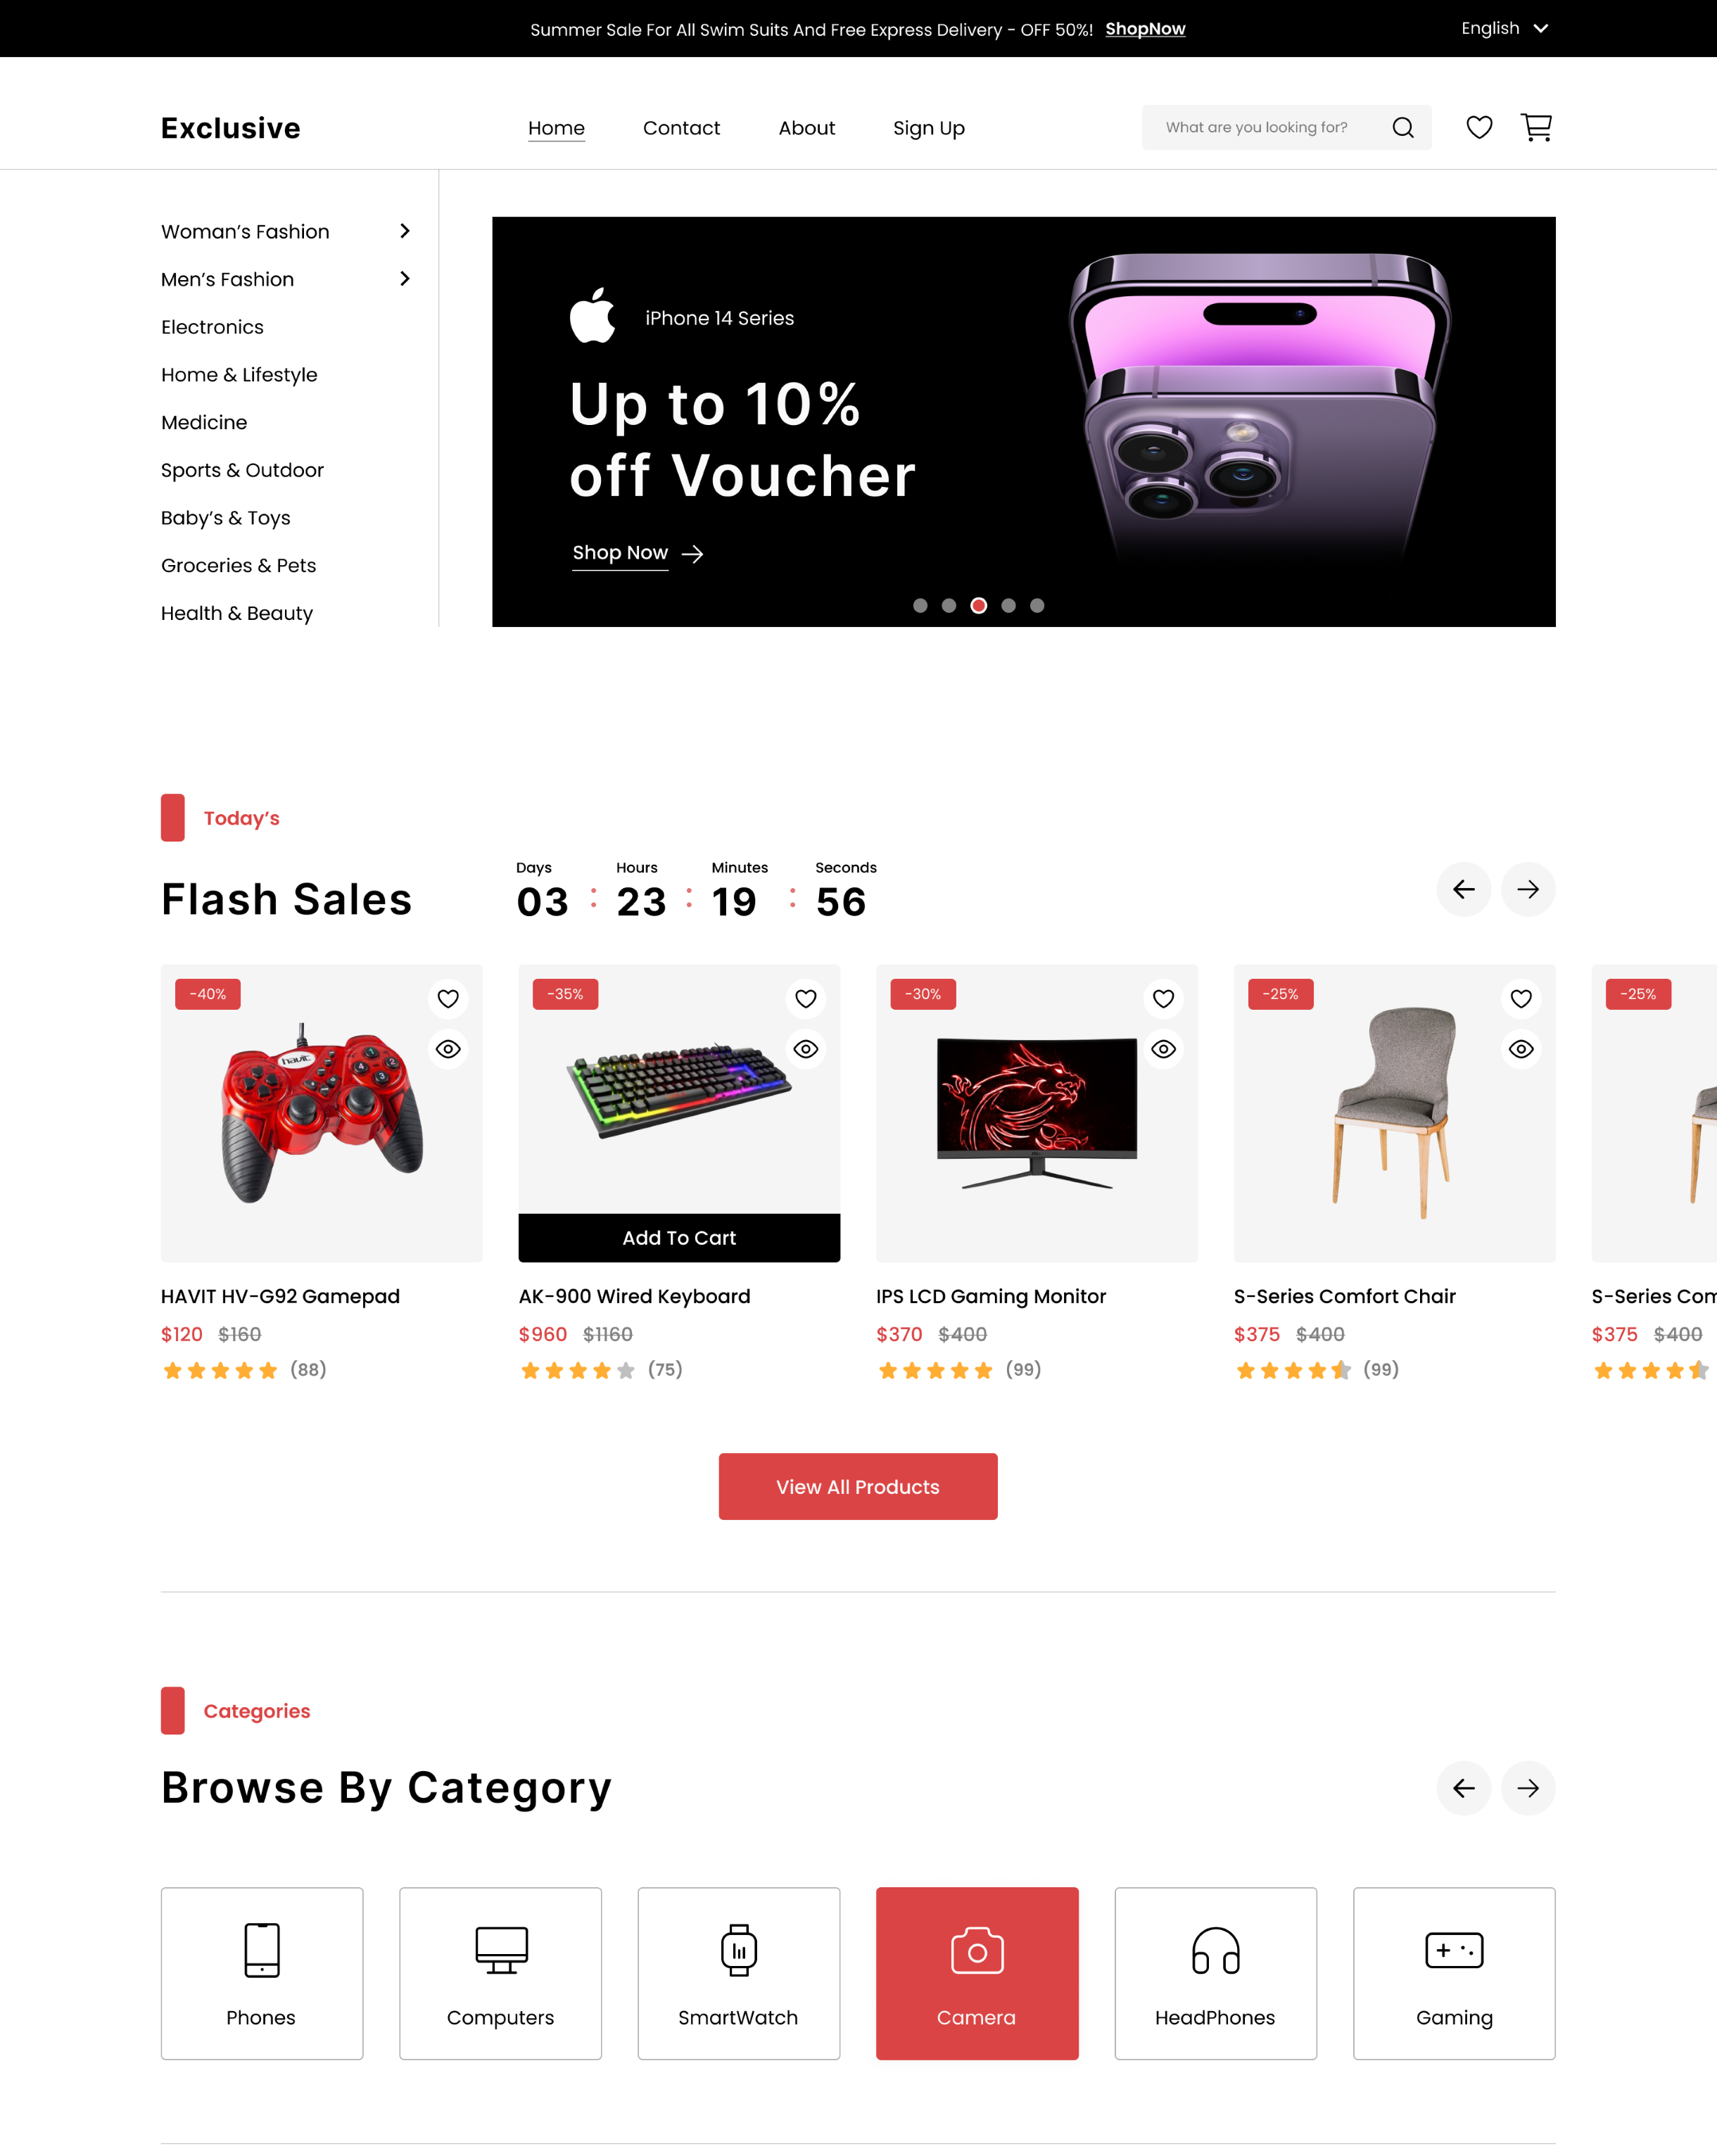 Summer Sale For All Swim Suits And Free Express Delivery - OFF 50%! ShopNow
English
Exclusive
Home
Contact
About
Sign Up
What are you looking for?
Woman’s Fashion
Men’s Fashion
Electronics
Home & Lifestyle
Medicine
Sports & Outdoor
Baby’s & Toys
Groceries & Pets
Health & Beauty
iPhone 14 Series
Up to 10%
off Voucher
Shop Now
Today’s
Flash Sales
Days
Hours
Minutes
Seconds
03 : 23 : 19 : 56
-40%
havit
-35%
Add To Cart
-30%
-25%
-25%
HAVIT HV-G92 Gamepad
$120 $160
(88)
AK-900 Wired Keyboard
$960 $1160
(75)
IPS LCD Gaming Monitor
$370 $400
(99)
S-Series Comfort Chair
$375 $400
(99)
S-Series Com
$375 $400
View All Products
Categories
Browse By Category
Phones
Computers
SmartWatch
Camera
HeadPhones
Gaming